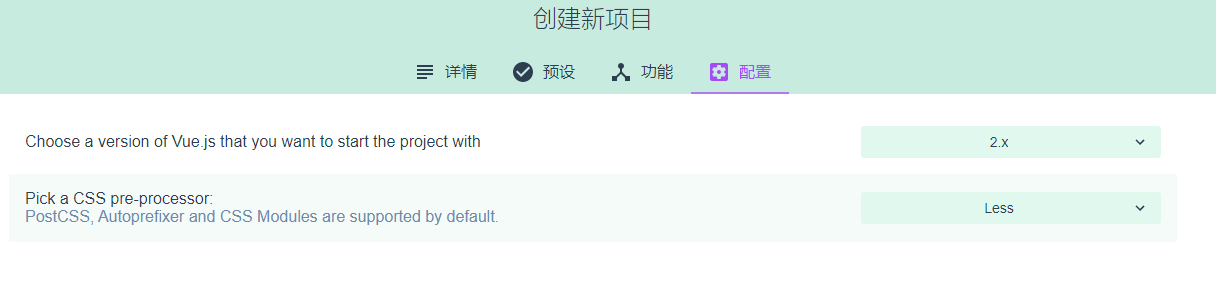 创建新项目
详情 预设 功能 配置
Choose a version of Vue.js that you want to start the project with 2.x
Pick a CSS pre-processor:
PostCSS, Autoprefixer and CSS Modules are supported by default.
Less